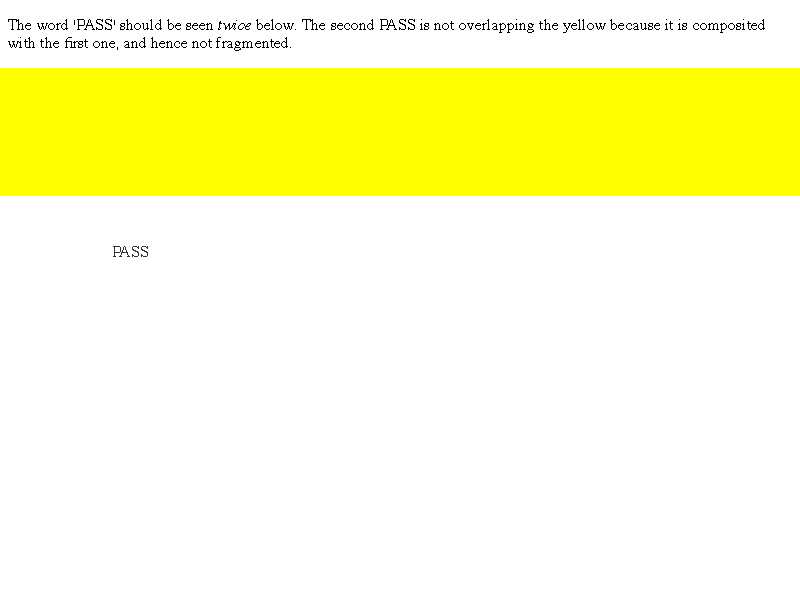 The word 'PASS' should be seen twice below. The second PASS is not overlapping the yellow because it is composited
with the first one, and hence not fragmented.
PASS